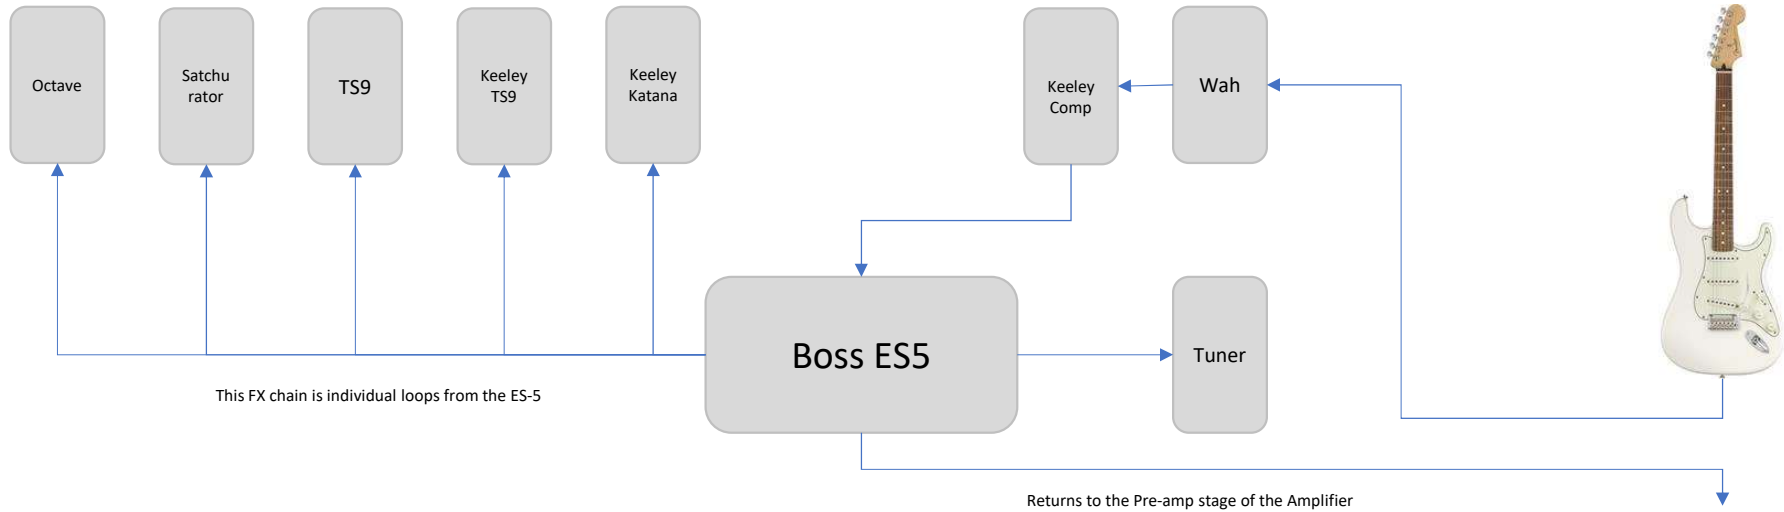 Octave
Satchu
rator
TS9
Keeley
TS9
Keeley
Katana
Keeley
Comp
Wah
Boss ES5
Tuner
This FX chain is individual loops from the ES-5
Returns to the Pre-amp stage of the Amplifier